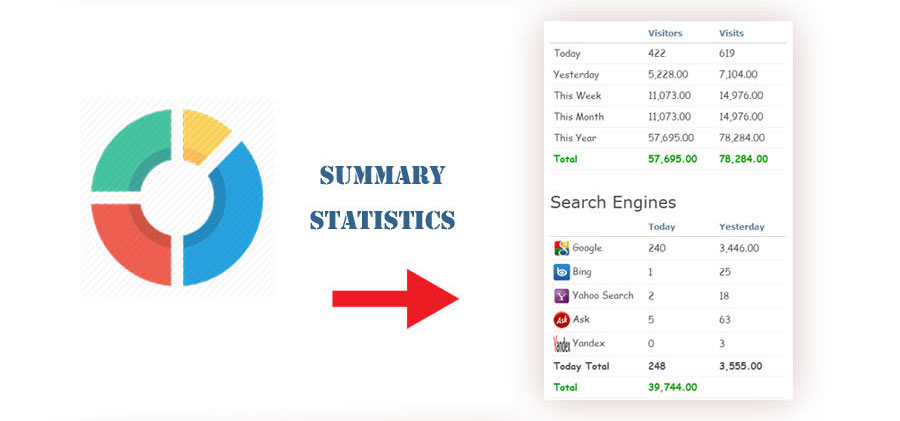 SUMMARY
STATISTICS
Visitors Visits
Today 422 619
Yesterday 5,228.00 7,104.00
This Week 11,073.00 14,976.00
This Month 11,073.00 14,976.00
This Year 57,695.00 78,284.00
Total 57,695.00 78,284.00
Search Engines
Today Yesterday
Google 240 3,446.00
Bing 1 25
Yahoo Search 2 18
Ask Ask 5 63
Yandex Yandex 0 3
Today Total 248 3,555.00
Total 39,744.00